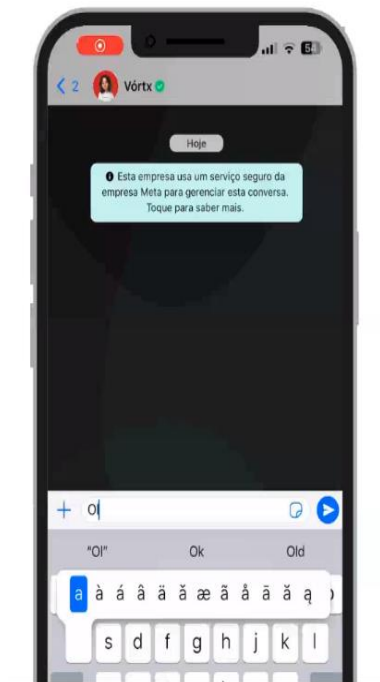 54
2 Vórtx
Hoje
Esta empresa usa um serviço seguro da
empresa Meta para gerenciar esta conversa.
Toque para saber mais.
Ol
"Ol" Ok Old
a à á â ä ǎ æ ã å ā ă ą
s d f g h j k l